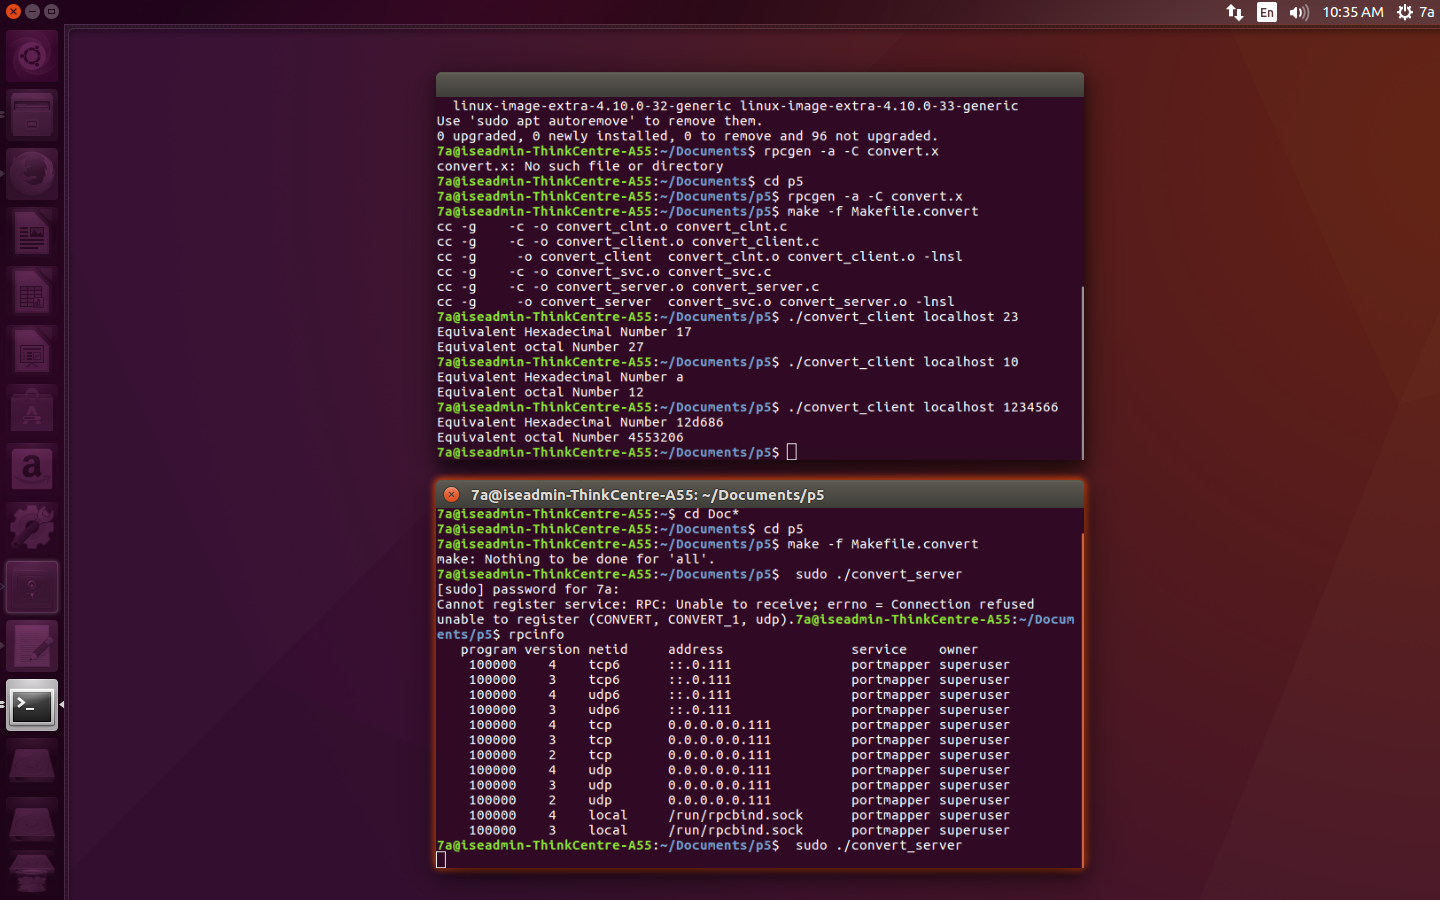 En 10:35 AM 7a
linux-image-extra-4.10.0-32-generic linux-image-extra-4.10.0-33-generic
Use 'sudo apt autoremove' to remove them.
0 upgraded, 0 newly installed, 0 to remove and 96 not upgraded.
7a@iseadmin-ThinkCentre-A55:~/Documents$ rpcgen -a -C convert.x
convert.x: No such file or directory
7a@iseadmin-ThinkCentre-A55:~/Documents$ cd p5
7a@iseadmin-ThinkCentre-A55:~/Documents/p5$ rpcgen -a -C convert.x
7a@iseadmin-ThinkCentre-A55:~/Documents/p5$ make -f Makefile.convert
cc -g    -c -o convert_clnt.o convert_clnt.c
cc -g    -c -o convert_client.o convert_client.c
cc -g     -o convert_client  convert_clnt.o convert_client.o -lnsl
cc -g    -c -o convert_svc.o convert_svc.c
cc -g    -c -o convert_server.o convert_server.c
cc -g     -o convert_server  convert_svc.o convert_server.o -lnsl
7a@iseadmin-ThinkCentre-A55:~/Documents/p5$ ./convert_client localhost 23
Equivalent Hexadecimal Number 17
Equivalent octal Number 27
7a@iseadmin-ThinkCentre-A55:~/Documents/p5$ ./convert_client localhost 10
Equivalent Hexadecimal Number a
Equivalent octal Number 12
7a@iseadmin-ThinkCentre-A55:~/Documents/p5$ ./convert_client localhost 1234566
Equivalent Hexadecimal Number 12d686
Equivalent octal Number 4553206
7a@iseadmin-ThinkCentre-A55:~/Documents/p5$
7a@iseadmin-ThinkCentre-A55: ~/Documents/p5
7a@iseadmin-ThinkCentre-A55:~$ cd Doc*
7a@iseadmin-ThinkCentre-A55:~/Documents$ cd p5
7a@iseadmin-ThinkCentre-A55:~/Documents/p5$ make -f Makefile.convert
make: Nothing to be done for 'all'.
7a@iseadmin-ThinkCentre-A55:~/Documents/p5$  sudo ./convert_server
[sudo] password for 7a:
Cannot register service: RPC: Unable to receive; errno = Connection refused
unable to register (CONVERT, CONVERT_1, udp).7a@iseadmin-ThinkCentre-A55:~/Docum
ents/p5$ rpcinfo
program version netid     address                service    owner
100000    4    tcp6      ::.0.111               portmapper superuser
100000    3    tcp6      ::.0.111               portmapper superuser
100000    4    udp6      ::.0.111               portmapper superuser
100000    3    udp6      ::.0.111               portmapper superuser
100000    4    tcp       0.0.0.0.0.111          portmapper superuser
100000    3    tcp       0.0.0.0.0.111          portmapper superuser
100000    2    tcp       0.0.0.0.0.111          portmapper superuser
100000    4    udp       0.0.0.0.0.111          portmapper superuser
100000    3    udp       0.0.0.0.0.111          portmapper superuser
100000    2    udp       0.0.0.0.0.111          portmapper superuser
100000    4    local     /run/rpcbind.sock      portmapper superuser
100000    3    local     /run/rpcbind.sock      portmapper superuser
7a@iseadmin-ThinkCentre-A55:~/Documents/p5$  sudo ./convert_server